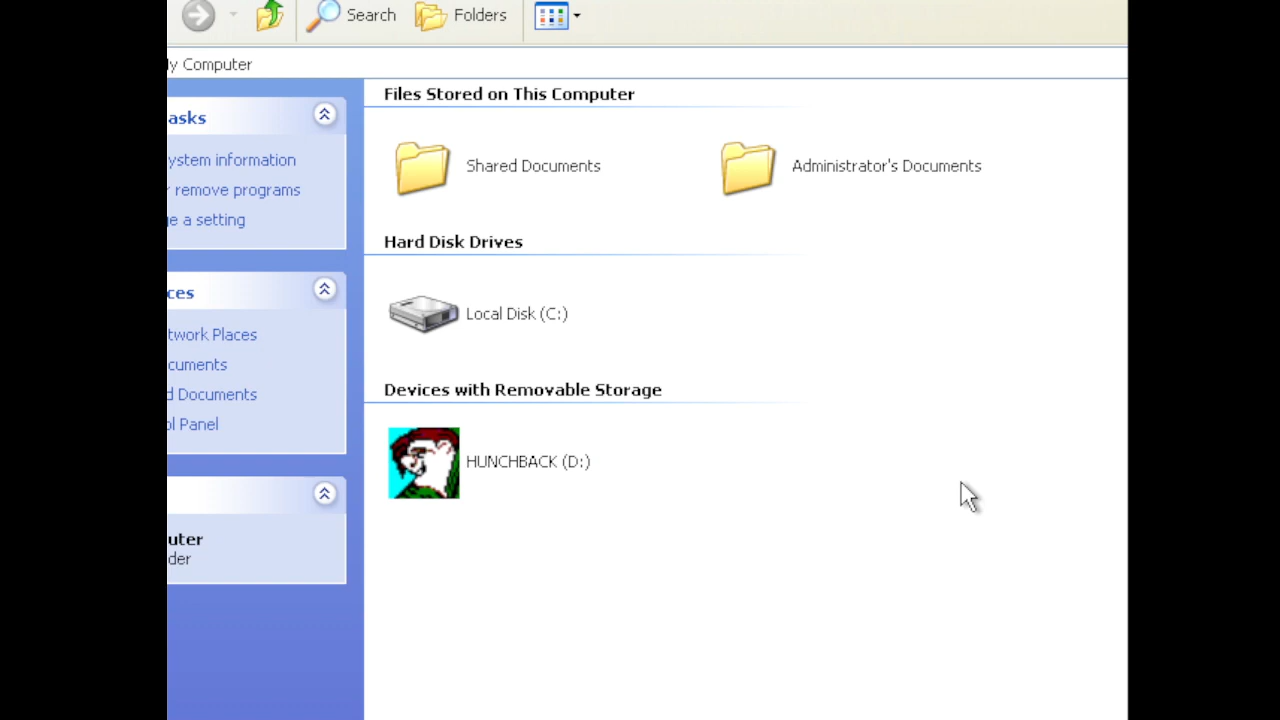 Search
Folders
y Computer
asks
ystem information
r remove programs
e a setting
ces
twork Places
cuments
d Documents
ol Panel
uter
der
Files Stored on This Computer
Shared Documents
Administrator's Documents
Hard Disk Drives
Local Disk (C:)
Devices with Removable Storage
HUNCHBACK (D:)